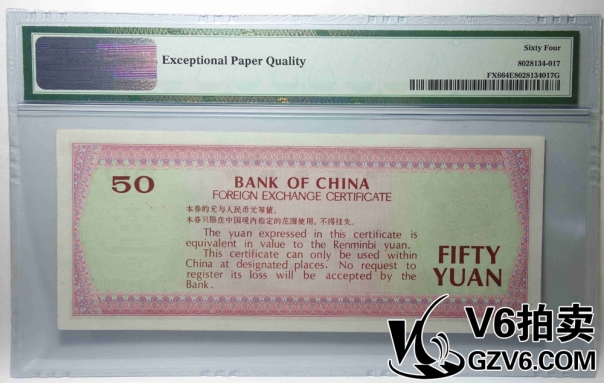 Exceptional Paper Quality
Sixty Four
8028134-017
FX664E8028134017G
50
BANK OF CHINA
FOREIGN EXCHANGE CERTIFICATE
本券的元与人民币元等值。
本券只限在中国境内指定的范围使用，不得挂失。
The yuan expressed in this certificate is
equivalent in value to the Renminbi yuan.
This certificate can only be used within
China at designated places. No request to
register its loss will be accepted by the
Bank.
FIFTY
YUAN
V6拍卖
GZV6.COM